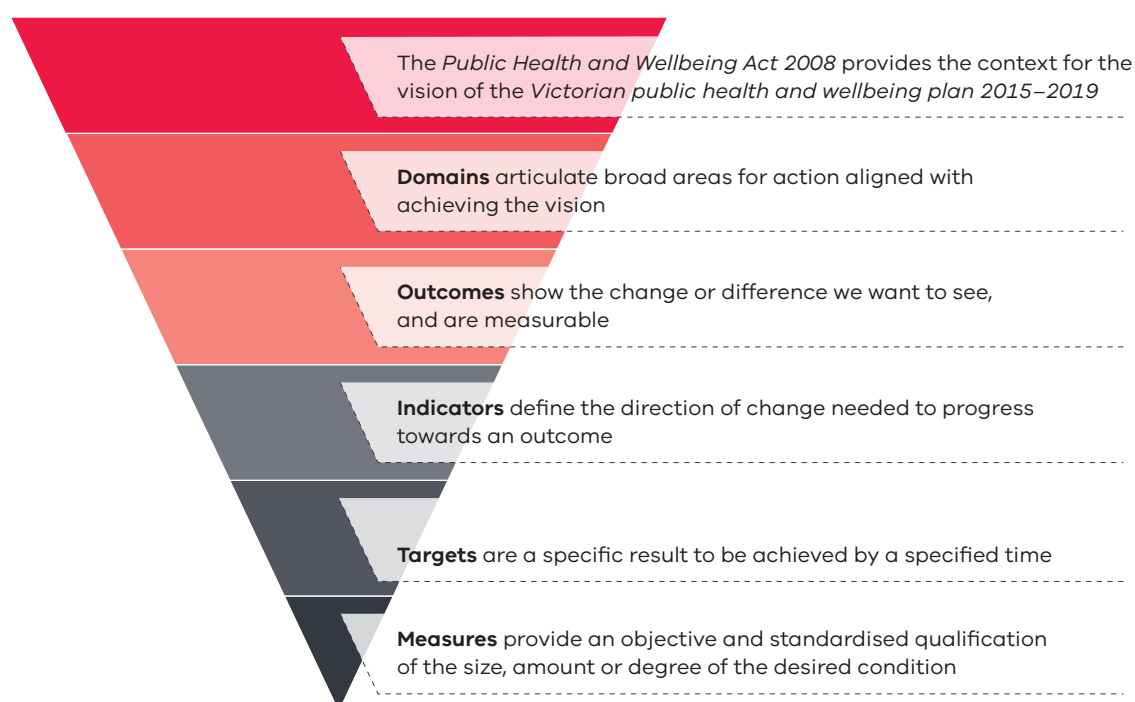 The Public Health and Wellbeing Act 2008 provides the context for the
vision of the Victorian public health and wellbeing plan 2015–2019
Domains articulate broad areas for action aligned with
achieving the vision
Outcomes show the change or difference we want to see,
and are measurable
Indicators define the direction of change needed to progress
towards an outcome
Targets are a specific result to be achieved by a specified time
Measures provide an objective and standardised qualification
of the size, amount or degree of the desired condition